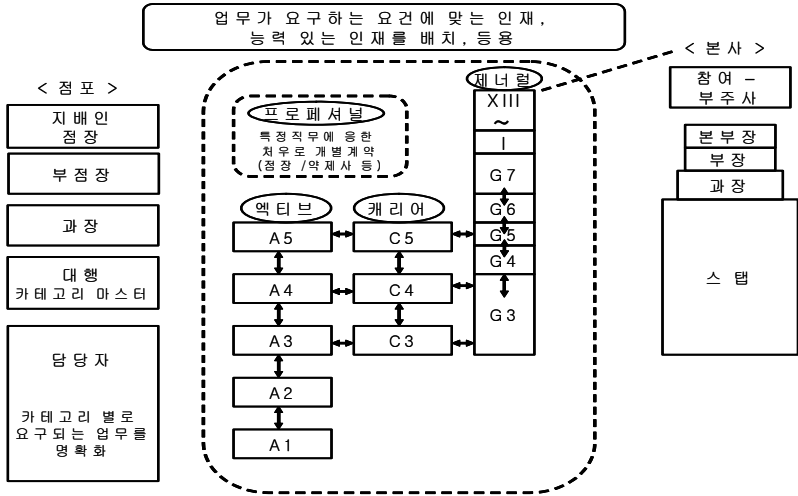 업무가 요구하는 요건에 맞는 인재,
능력 있는 인재를 배치, 등용
< 점포 >
지배인
점장
부점장
과장
대행
카테고리 마스터
담당자
카테고리 별로
요구되는 업무를
명확화
프로페셔널
특정직무에 응한
처우로 개별계약
(점장 /약제사 등)
엑티브
A5
A4
A3
A2
A1
캐리어
C5
C4
C3
제너럴
XIII
~
I
G7
G6
G5
G4
G3
< 본사 >
참여 –
부주사
본부장
부장
과장
스탭